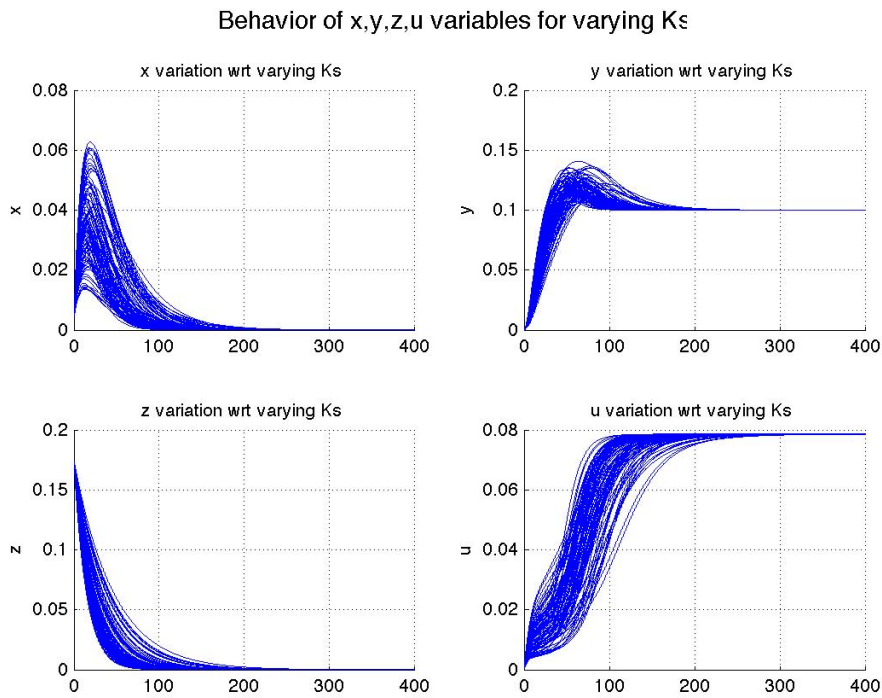 Behavior of x,y,z,u variables for varying Ks
x variation wrt varying Ks
0.08
0.06
0.04
0.02
0
x
0 100 200 300 400
y variation wrt varying Ks
0.2
0.15
0.1
0.05
0
y
0 100 200 300 400
z variation wrt varying Ks
0.2
0.15
0.1
0.05
0
z
0 100 200 300 400
u variation wrt varying Ks
0.08
0.06
0.04
0.02
0
u
0 100 200 300 400